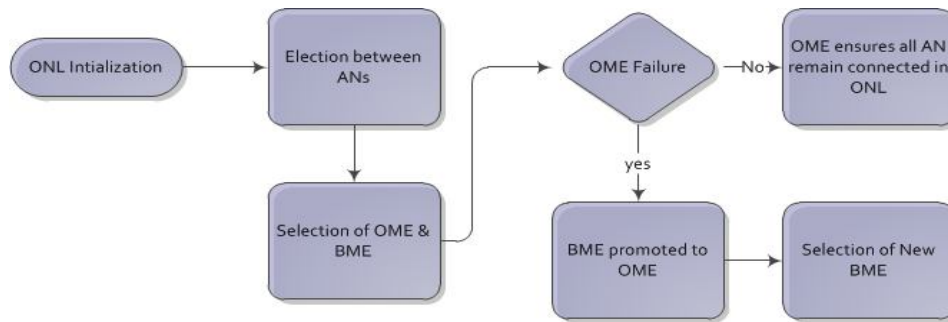 ONL Intialization
Election between
ANs
Selection of OME &
BME
OME Failure
No
OME ensures all AN
remain connected in
ONL
yes
BME promoted to
OME
Selection of New
BME